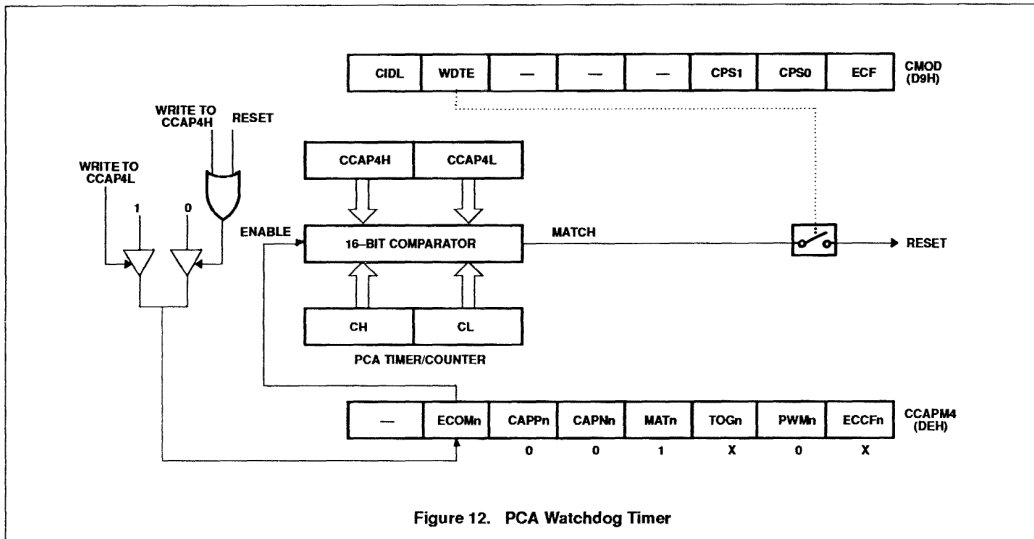 CIDL WDTE — — — CPS1 CPS0 ECF
CMOD
(D9H)
WRITE TO
CCAP4H
RESET
WRITE TO
CCAP4L
1
0
CCAP4H CCAP4L
ENABLE
16–BIT COMPARATOR
MATCH
RESET
CH CL
PCA TIMER/COUNTER
— ECOMn CAPPn CAPNn MATn TOGn PWMn ECCFn
CCAPM4
(DEH)
0 0 1 X 0 X
Figure 12. PCA Watchdog Timer